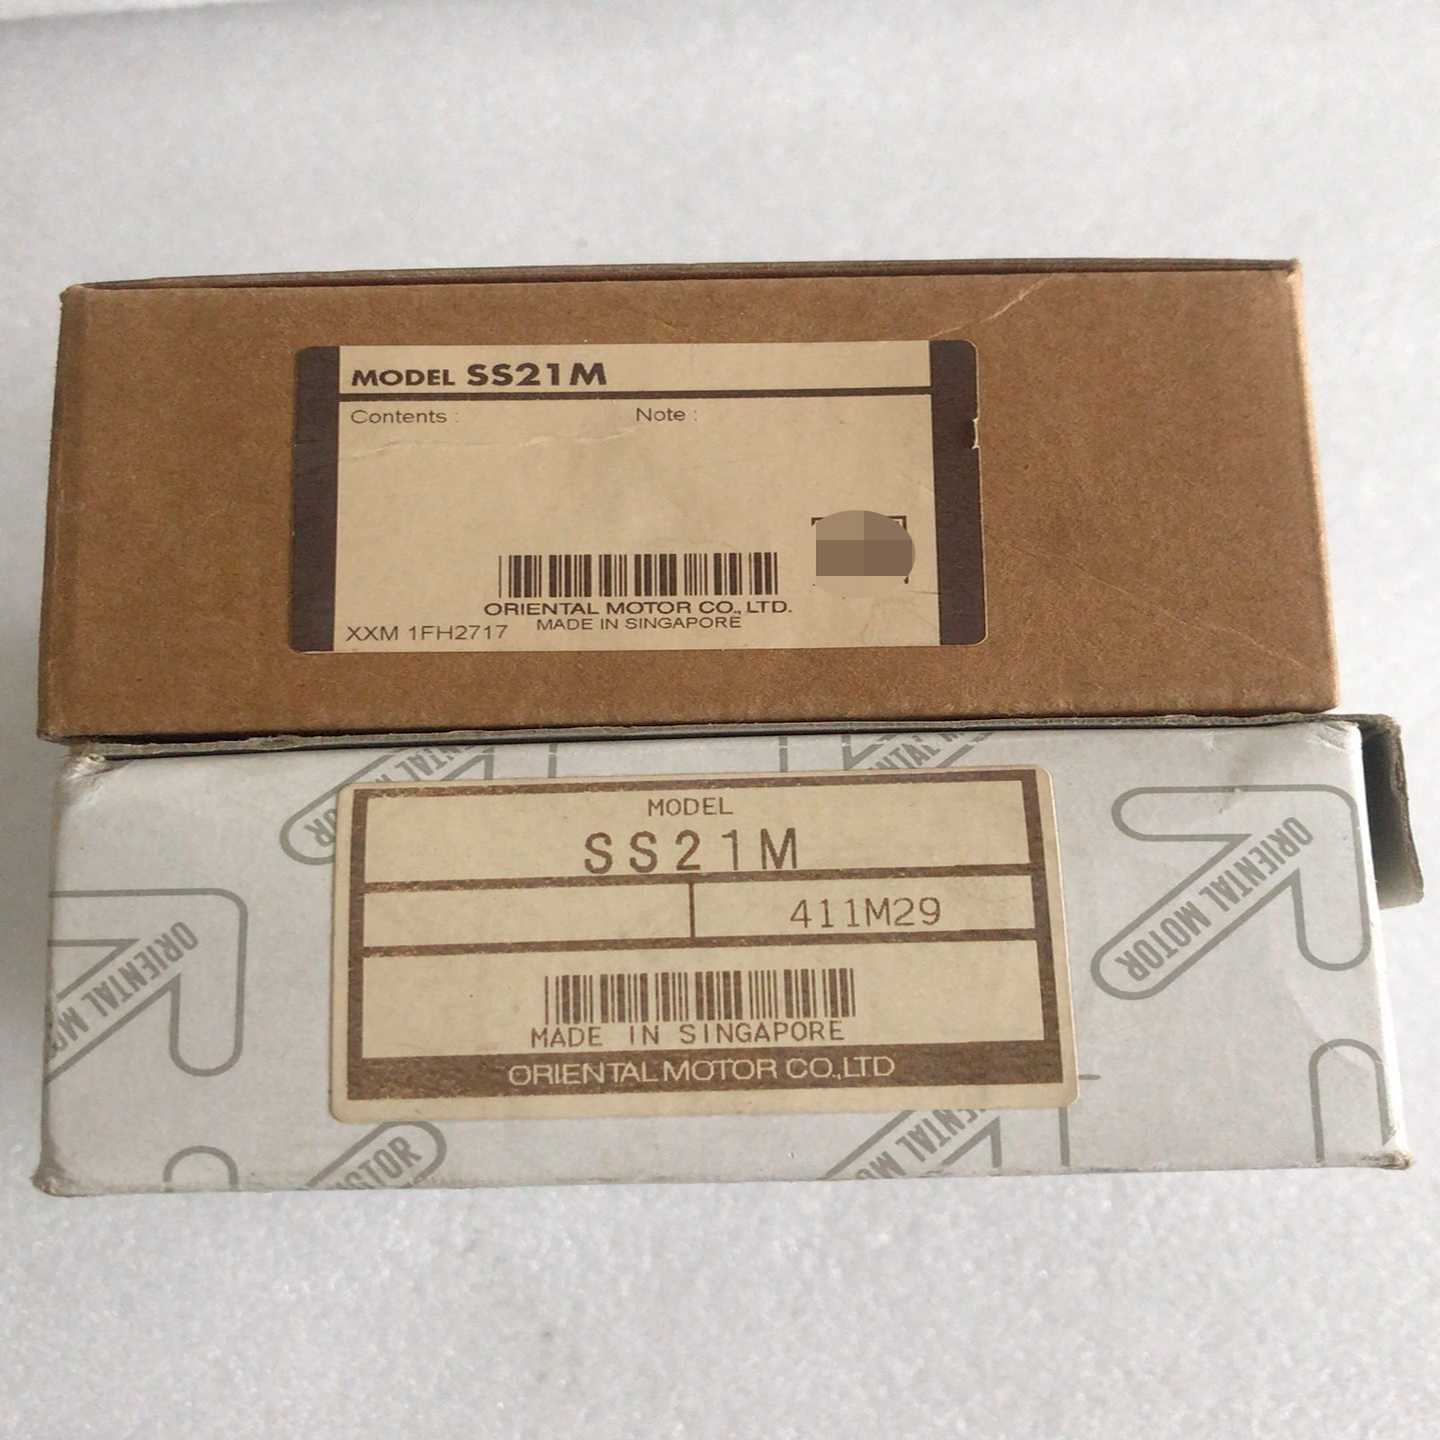 MODEL SS21M
Contents : Note :
ORIENTAL MOTOR CO., LTD.
XXM 1FH2717 MADE IN SINGAPORE
MODEL
SS21M
411M29
MADE IN SINGAPORE
ORIENTAL MOTOR CO.,LTD
ORIENTAL MOTOR
ORIENTAL MO